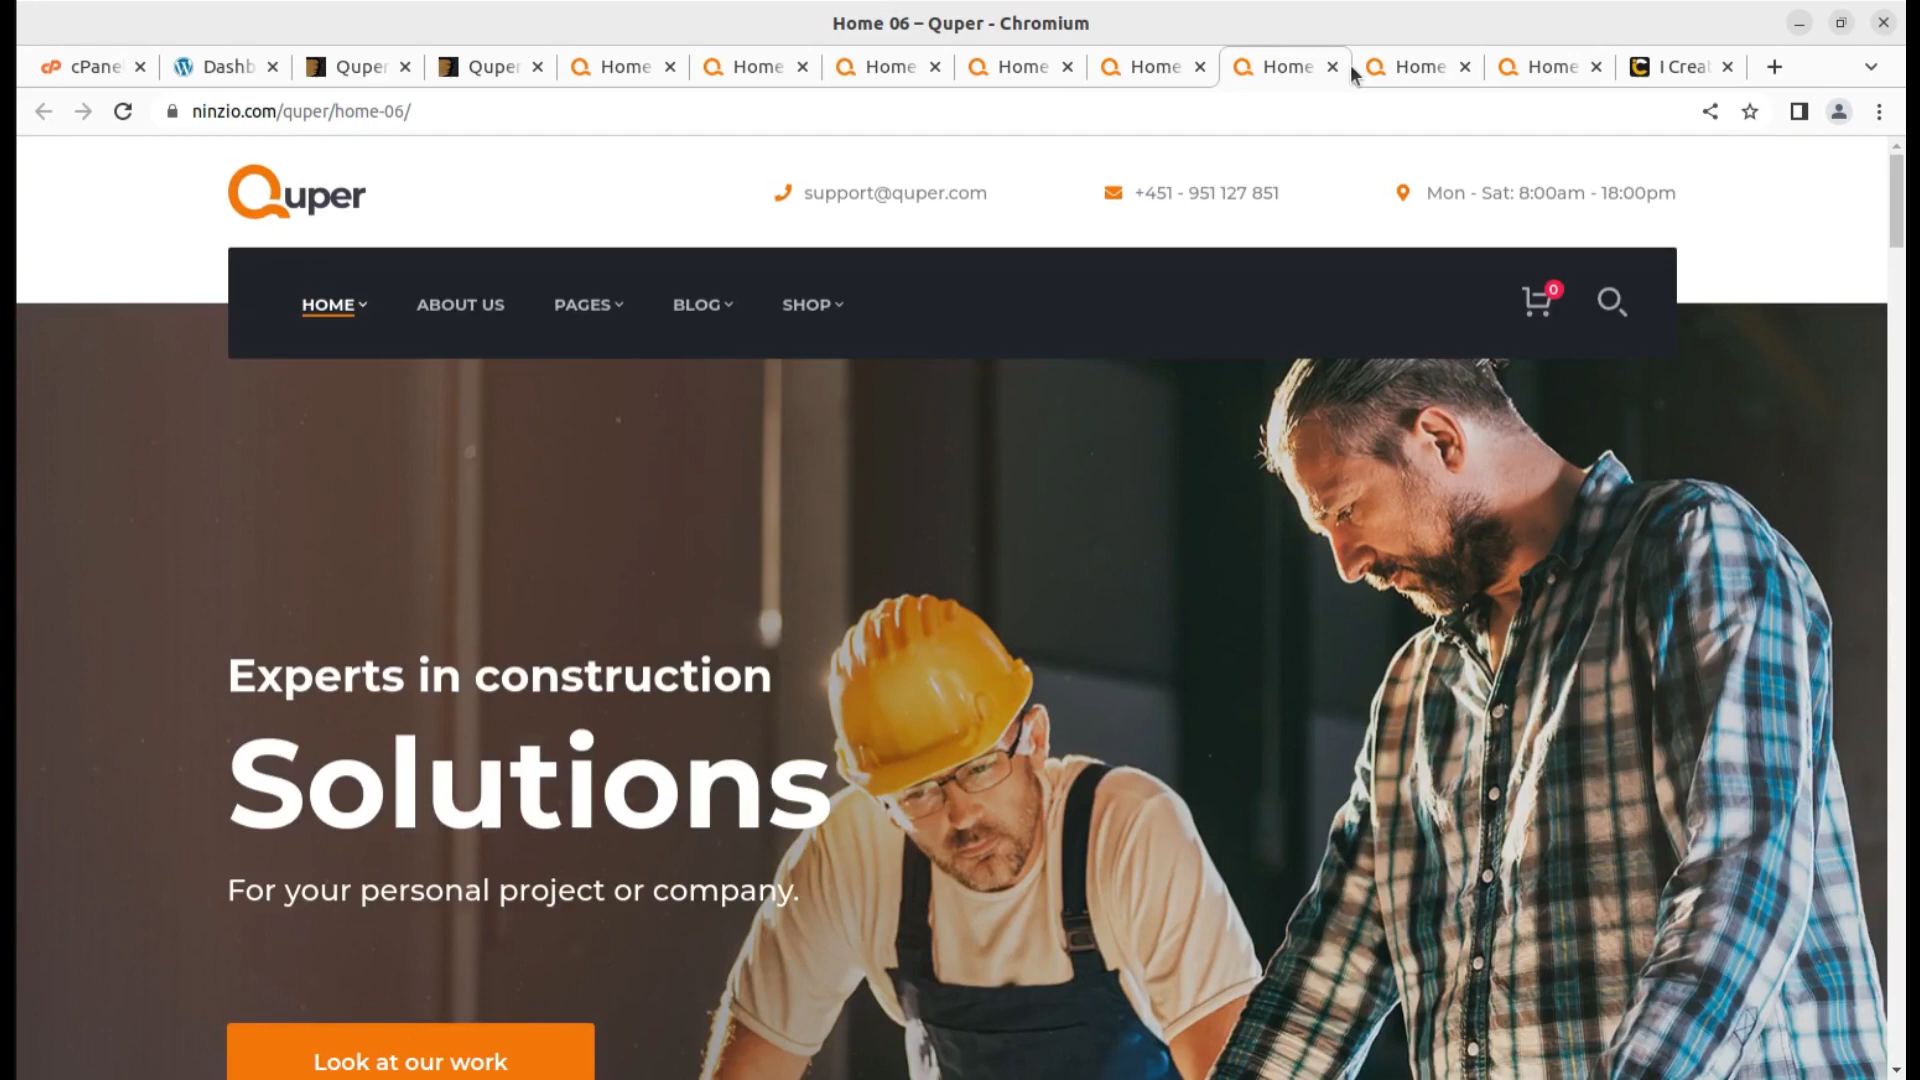 Home 06 – Quper - Chromium
cPane
Dashb
Quper
Quper
Home
Home
Home
Home
Home
Home
Home
Home
I Creat
ninzio.com/quper/home-06/
Quper
support@quper.com
+451 - 951 127 851
Mon - Sat: 8:00am - 18:00pm
HOME
ABOUT US
PAGES
BLOG
SHOP
0
Experts in construction
Solutions
For your personal project or company.
Look at our work